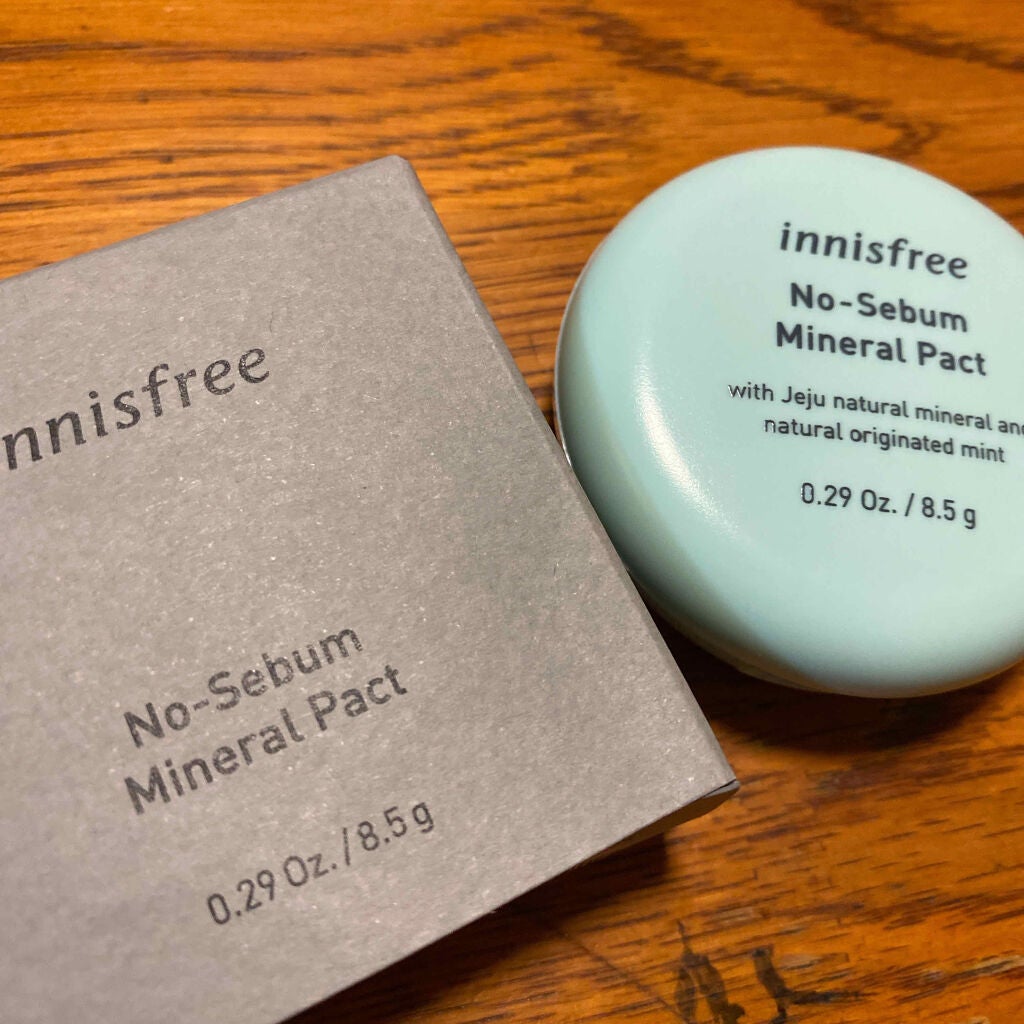 innisfree
No-Sebum
Mineral Pact
0.29 Oz. / 8.5 g
innisfree
No-Sebum
Mineral Pact
with Jeju natural mineral and
natural originated mint
0.29 Oz. / 8.5 g